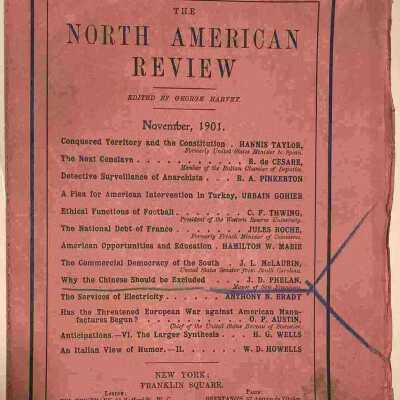 THE
NORTH AMERICAN
REVIEW
EDITED BY GEORGE HARVEY.
November, 1901.
Conquered Territory and the Constitution . HANNIS TAYLOR,
Formerly United States Minister to Spain.
The Next Conclave . . . . . . . . . . . R. de CESARE,
Member of the Italian Chamber of Deputies.
Detective Surveillance of Anarchists . . . R. A. PINKERTON
A Plea for American Intervention in Turkey, URBAIN GOHIER
Ethical Functions of Football . . . . . . . C. F. THWING,
President of the Western Reserve University.
The National Debt of France . . . . . . . JULES ROCHE,
Formerly French Minister of Commerce.
American Opportunities and Education . HAMILTON W. MABIE
The Commercial Democracy of the South . J. L. McLAURIN,
United States Senator from South Carolina.
Why the Chinese Should be Excluded . . . . J. D. PHELAN,
Mayor of San Francisco.
The Services of Electricity . . . . . . ANTHONY N. BRADY
Has the Threatened European War against American Manu-
factures Begun? . . . . . . . . . . . O. P. AUSTIN,
Chief of the United States Bureau of Statistics.
Anticipations.—VI. The Larger Synthesis . . . H. G. WELLS
An Italian View of Humor.—II. . . . . . W. D. HOWELLS
NEW YORK:
FRANKLIN SQUARE.
London: Paris: